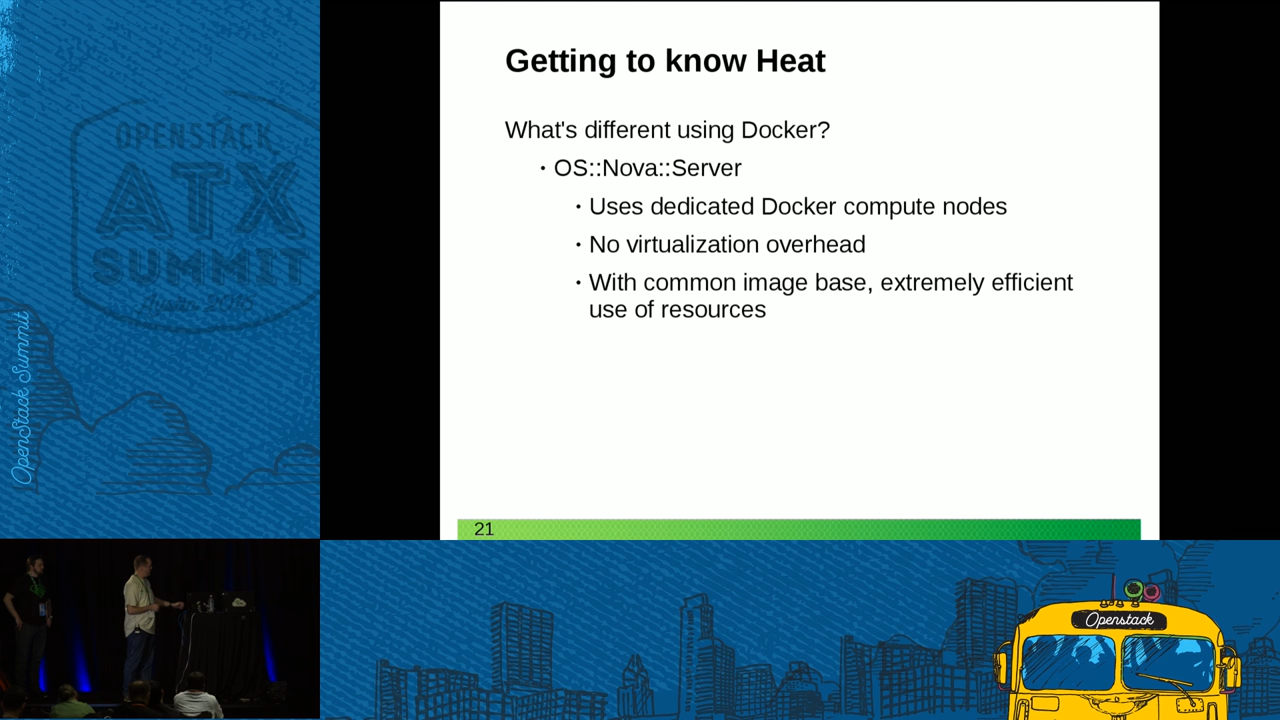 Getting to know Heat
What's different using Docker?
• OS::Nova::Server
• Uses dedicated Docker compute nodes
• No virtualization overhead
• With common image base, extremely efficient
use of resources
21
OPENSTACK
ATX
SUMMIT
OpenStack Summit
Openstack